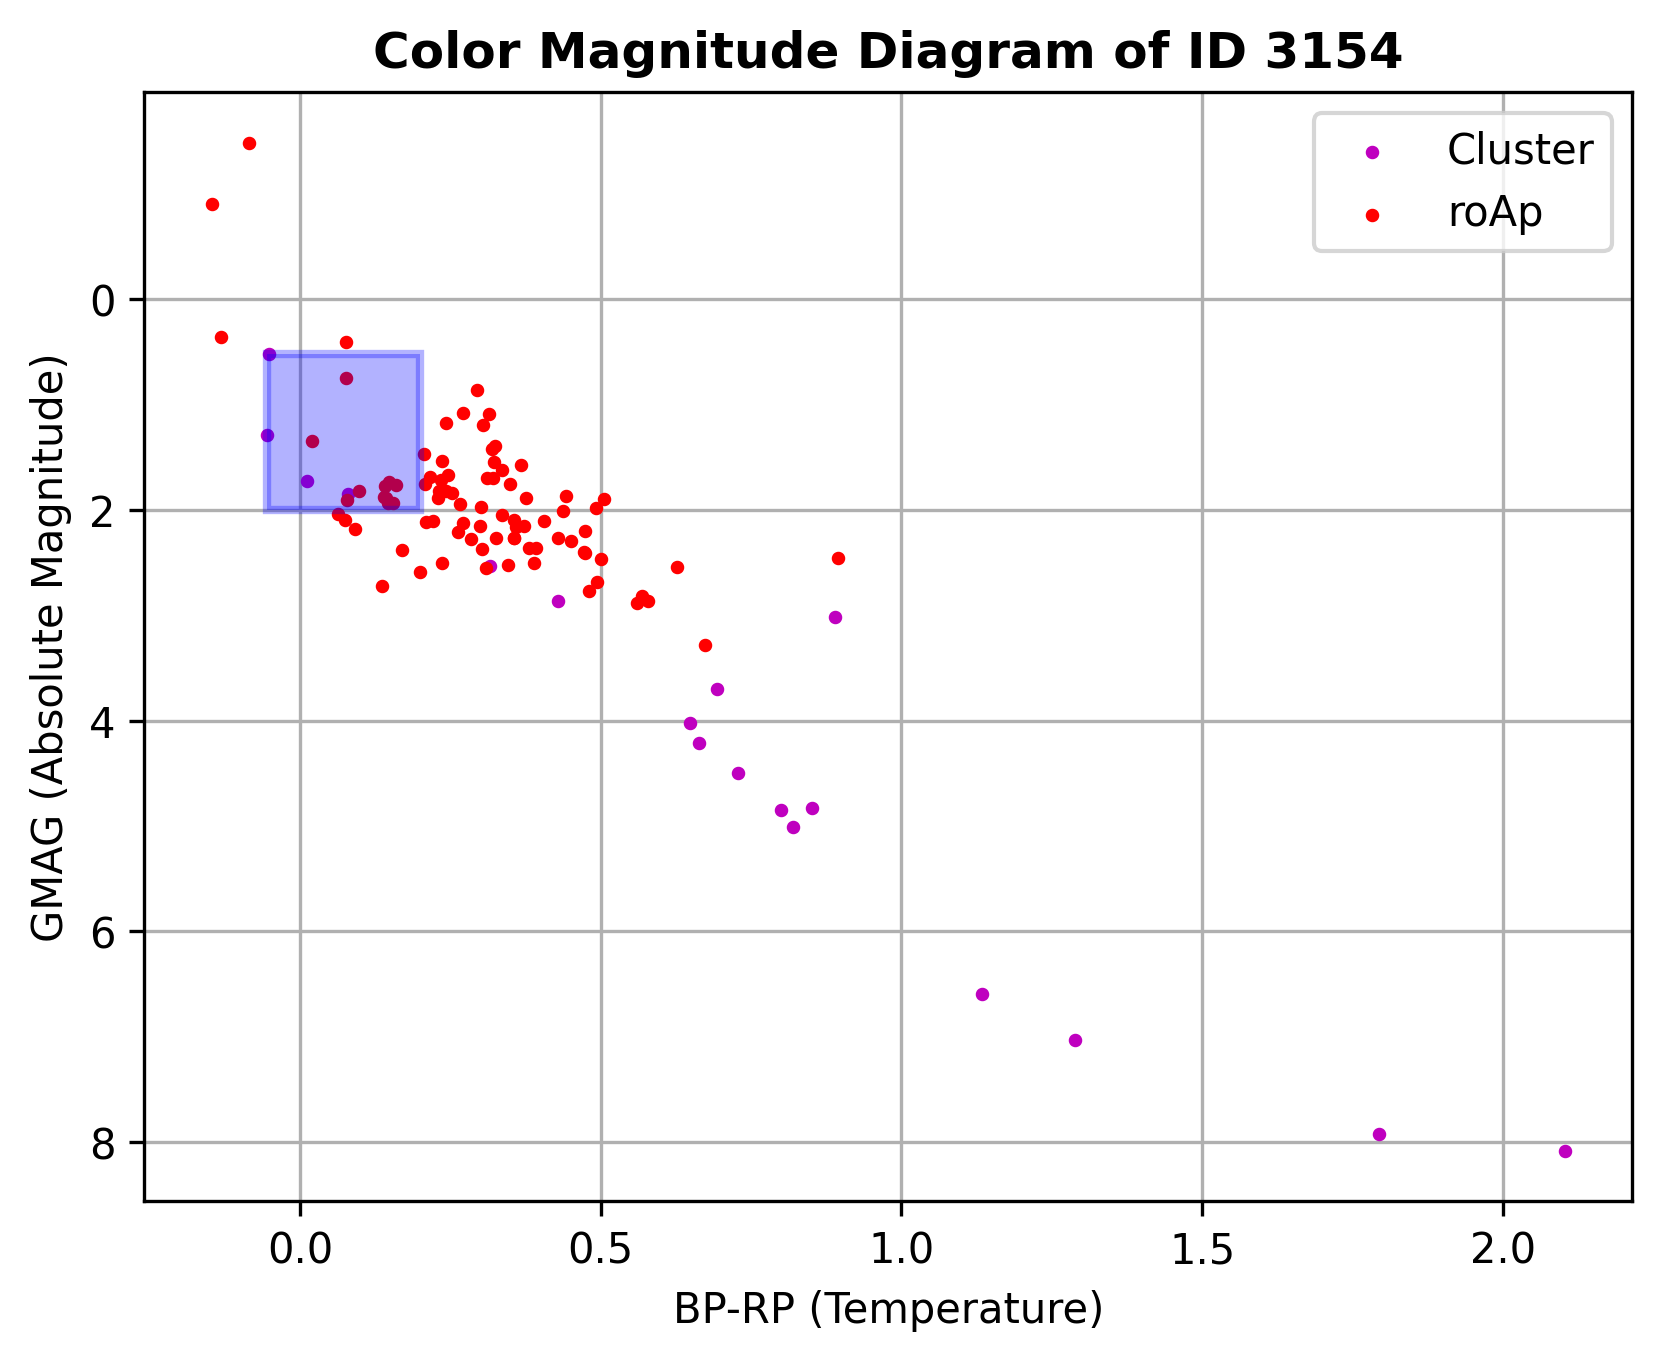 Color Magnitude Diagram of ID 3154
Cluster
roAp
GMAG (Absolute Magnitude)
0
2
4
6
8
0.0 0.5 1.0 1.5 2.0
BP-RP (Temperature)